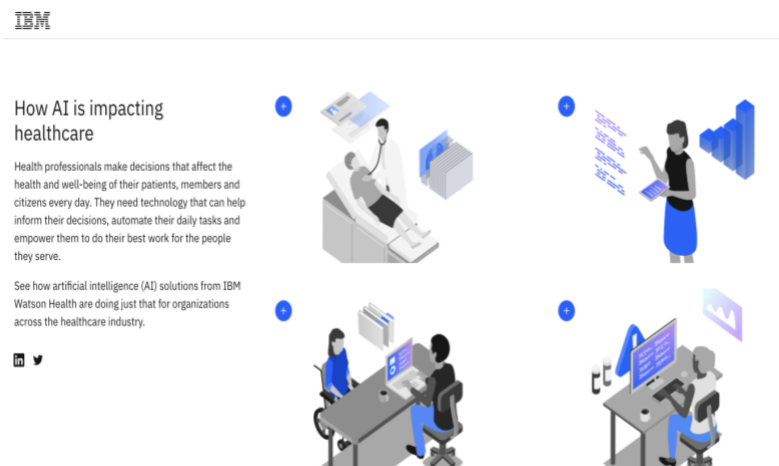 IBM
How AI is impacting
healthcare
Health professionals make decisions that affect the
health and well-being of their patients, members and
citizens every day. They need technology that can help
inform their decisions, automate their daily tasks and
empower them to do their best work for the people
they serve.
See how artificial intelligence (AI) solutions from IBM
Watson Health are doing just that for organizations
across the healthcare industry.
in